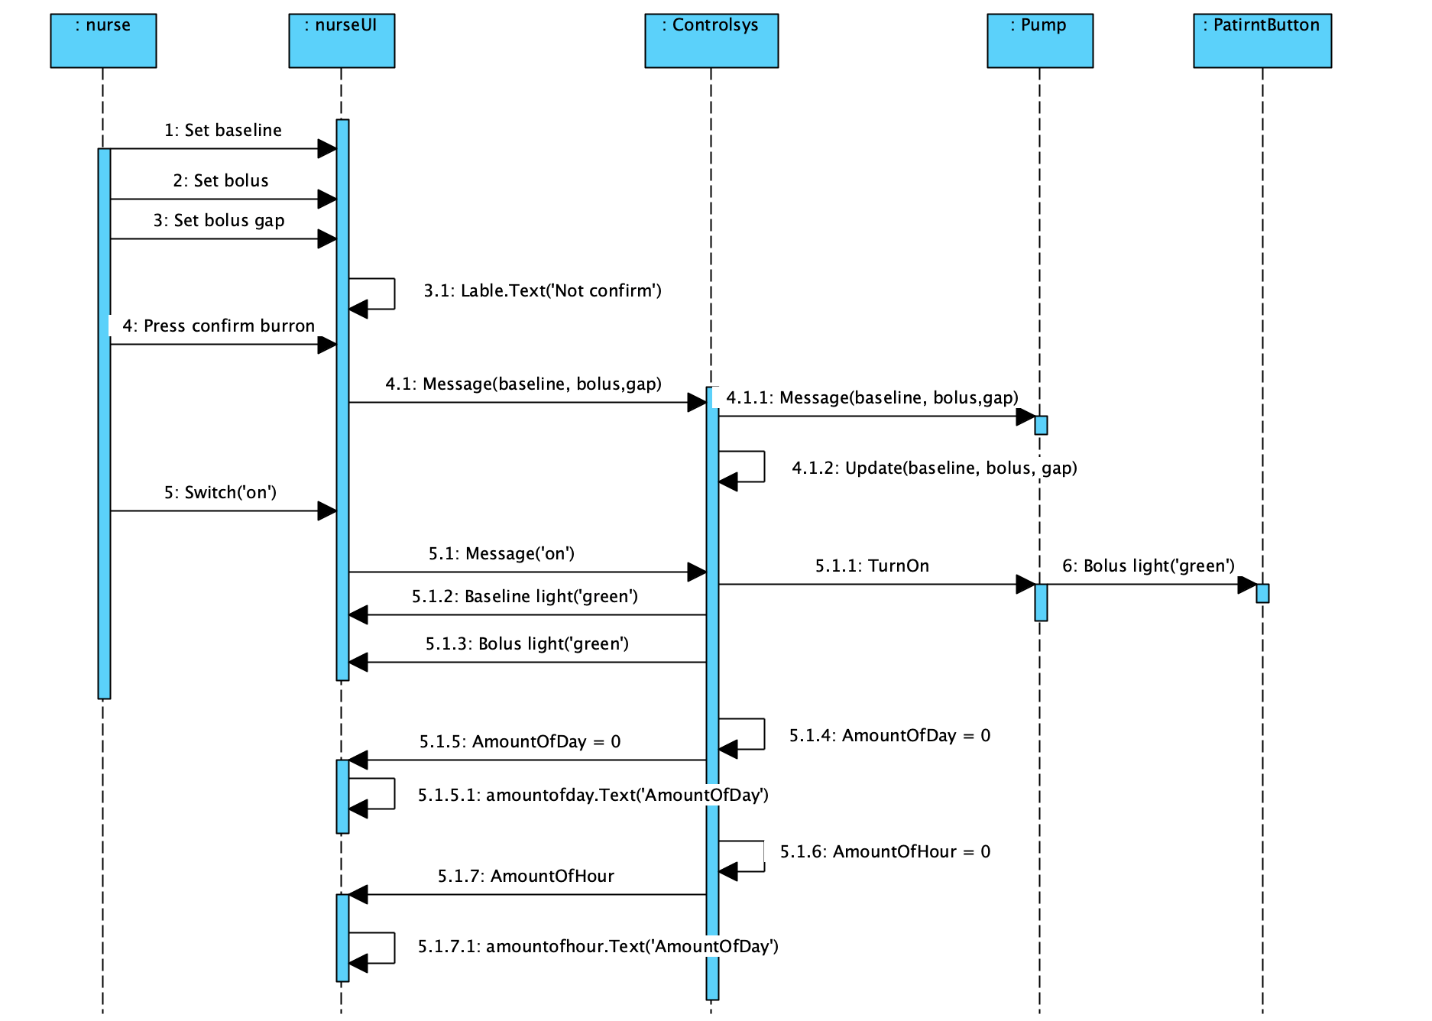 : nurse
: nurseUI
: Controlsys
: Pump
: PatirntButton
1: Set baseline
2: Set bolus
3: Set bolus gap
3.1: Lable.Text('Not confirm')
4: Press confirm burron
4.1: Message(baseline, bolus,gap)
4.1.1: Message(baseline, bolus,gap)
4.1.2: Update(baseline, bolus, gap)
5: Switch('on')
5.1: Message('on')
5.1.1: TurnOn
6: Bolus light('green')
5.1.2: Baseline light('green')
5.1.3: Bolus light('green')
5.1.4: AmountOfDay = 0
5.1.5: AmountOfDay = 0
5.1.5.1: amountofday.Text('AmountOfDay')
5.1.6: AmountOfHour = 0
5.1.7: AmountOfHour
5.1.7.1: amountofhour.Text('AmountOfDay')